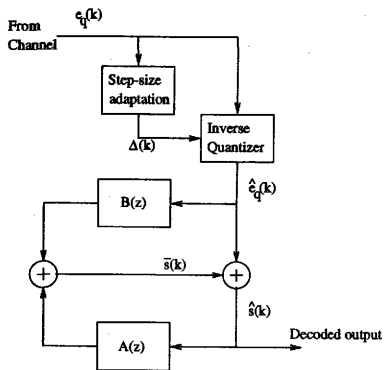 e_q(k)
From
Channel
Step-size
adaptation
Δ(k)
Inverse
Quantizer
ê_q(k)
B(z)
+
s̄(k)
+
ŝ(k)
Decoded output
A(z)